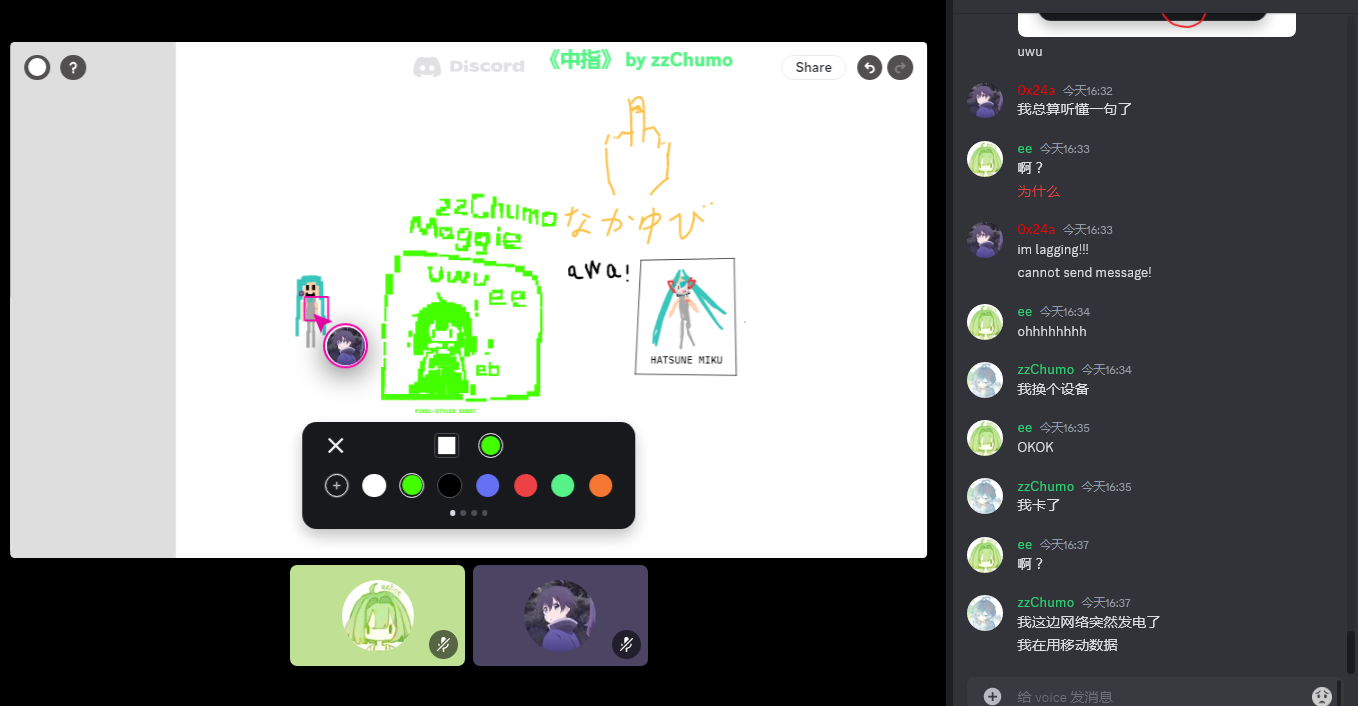 ?
Discord
《中指》 by zzChumo
Share
なかゆび
zzChumo
Maggie
uwu
ee
eb
PIXEL-STYLED EEBOT
awa!
HATSUNE MIKU
uwu
0x24a 今天16:32
我总算听懂一句了
ee 今天16:33
啊？
为什么
0x24a 今天16:33
im lagging!!!
cannot send message!
ee 今天16:34
ohhhhhhhh
zzChumo 今天16:34
我换个设备
ee 今天16:35
OKOK
zzChumo 今天16:35
我卡了
ee 今天16:37
啊？
zzChumo 今天16:37
我这边网络突然发电了
我在用移动数据
给 voice 发消息